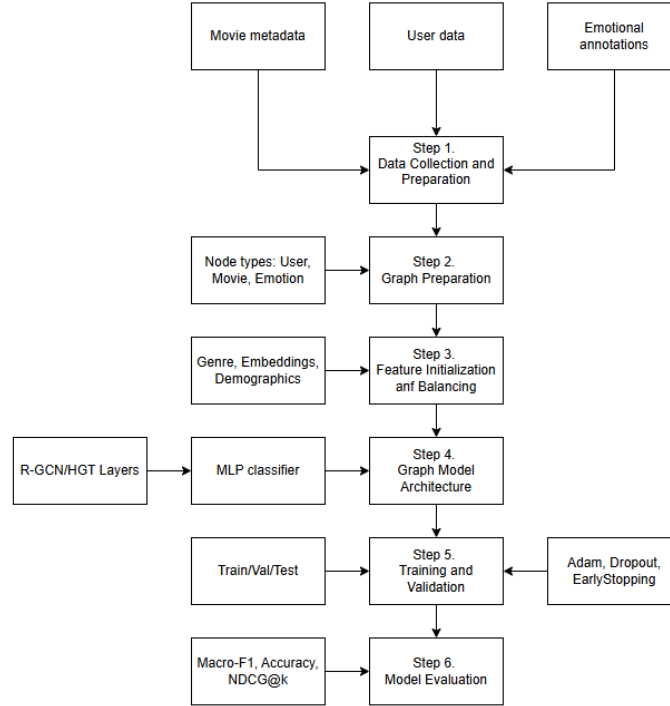 Movie metadata
User data
Emotional
annotations
Step 1.
Data Collection and
Preparation
Node types: User,
Movie, Emotion
Step 2.
Graph Preparation
Genre, Embeddings,
Demographics
Step 3.
Feature Initialization
anf Balancing
R-GCN/HGT Layers
MLP classifier
Step 4.
Graph Model
Architecture
Train/Val/Test
Step 5.
Training and
Validation
Adam, Dropout,
EarlyStopping
Macro-F1, Accuracy,
NDCG@k
Step 6.
Model Evaluation